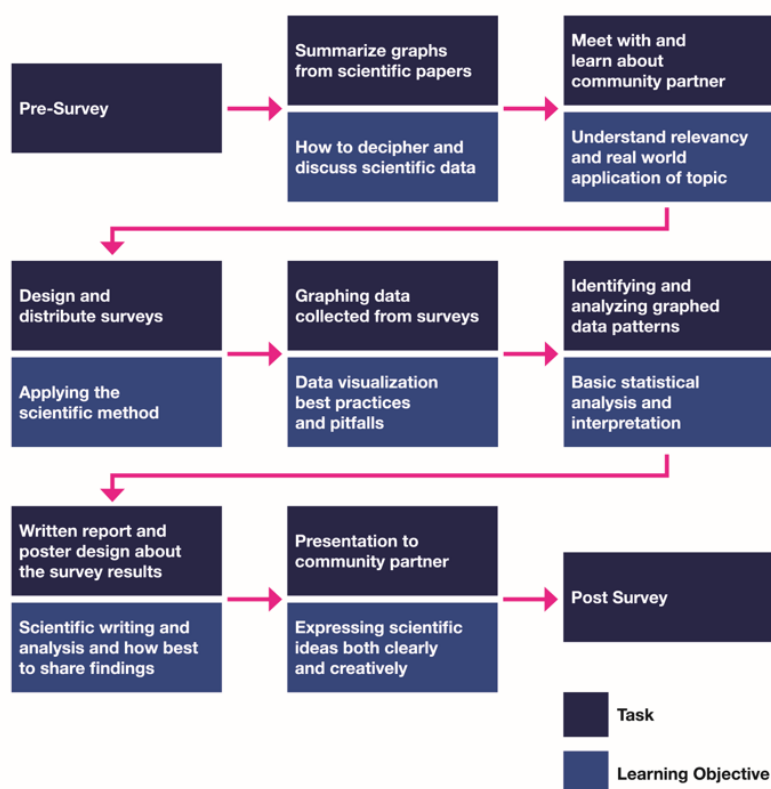 Pre-Survey
Summarize graphs
from scientific papers
How to decipher and
discuss scientific data
Meet with and
learn about
community partner
Understand relevancy
and real world
application of topic
Design and
distribute surveys
Applying the
scientific method
Graphing data
collected from surveys
Data visualization
best practices
and pitfalls
Identifying and
analyzing graphed
data patterns
Basic statistical
analysis and
interpretation
Written report and
poster design about
the survey results
Scientific writing and
analysis and how best
to share findings
Presentation to
community partner
Expressing scientific
ideas both clearly
and creatively
Post Survey
Task
Learning Objective